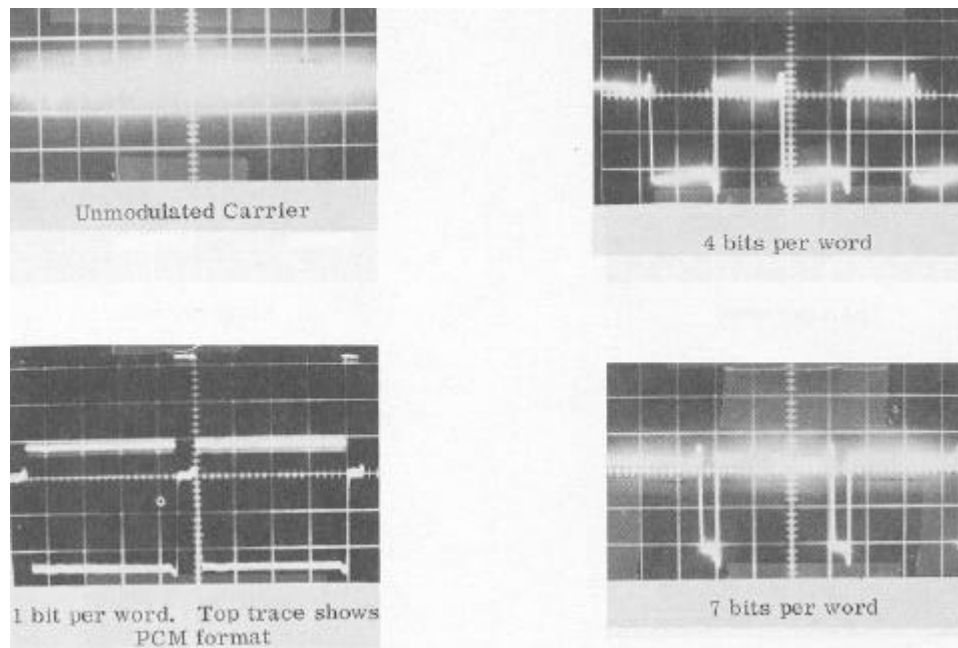 Unmodulated Carrier
4 bits per word
1 bit per word. Top trace shows
PCM format
7 bits per word